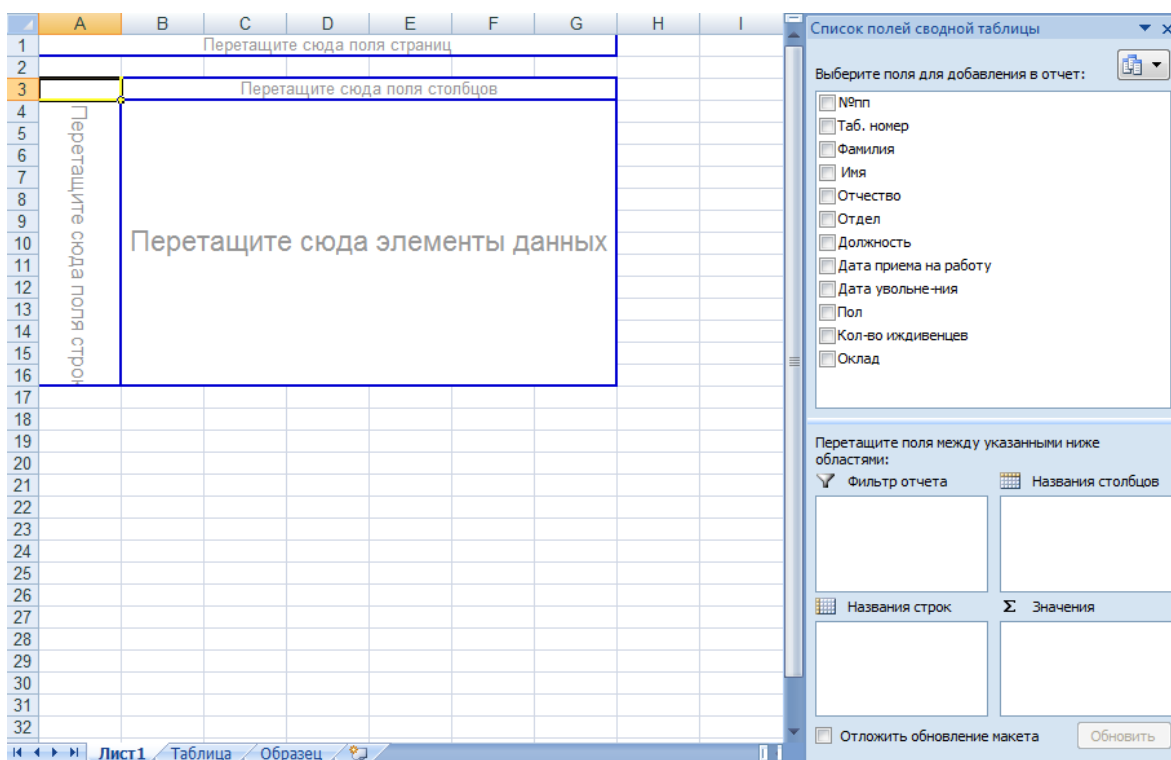 A B C D E F G H I
1 Перетащите сюда поля страниц
2
3 Перетащите сюда поля столбцов
4
5
6
7
8
9
10 Перетащите сюда элементы данных
11
12
13
14
15
16
Перетащите сюда поля строк
17
18
19
20
21
22
23
24
25
26
27
28
29
30
31
32
Лист1 Таблица Образец
Список полей сводной таблицы
Выберите поля для добавления в отчет:
№пп
Таб. номер
Фамилия
Имя
Отчество
Отдел
Должность
Дата приема на работу
Дата увольне-ния
Пол
Кол-во иждивенцев
Оклад
Перетащите поля между указанными ниже
областями:
Фильтр отчета
Названия столбцов
Названия строк
Σ Значения
Отложить обновление макета
Обновить